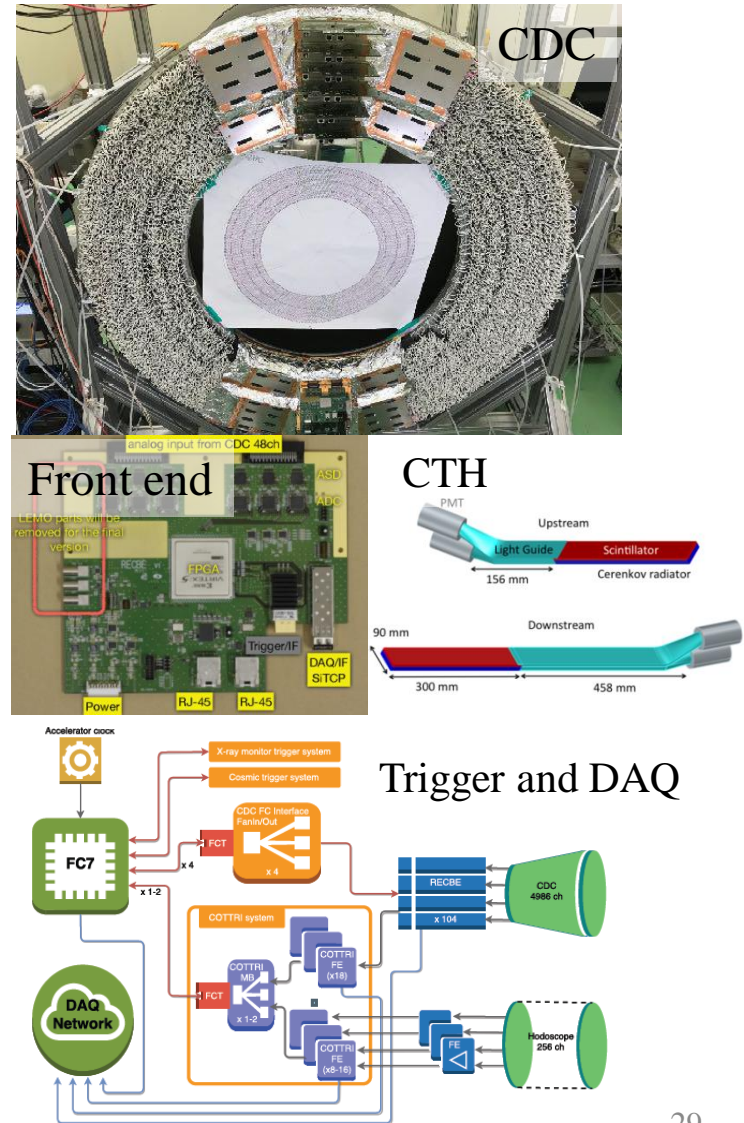 CDC
analog input from CDC 48ch
Front end
ASD
ADC
LEMO parts will be
removed for the final
version
RECBE
FPGA
VIRTEX-5
Trigger/IF
DAQ/IF
SiTCP
Power
RJ-45
RJ-45
CTH
PMT
Upstream
Light Guide
Scintillator
156 mm
Cerenkov radiator
Downstream
90 mm
300 mm
458 mm
Trigger and DAQ
Accelerator clock
X-ray monitor trigger system
Cosmic trigger system
FC7
x 4
x 1-2
FCT
CDC FC Interface
FanIn/Out
x 4
RECBE
x 104
CDC
4986 ch
COTTRI system
COTTRI
MB
x 1-2
FCT
COTTRI
FE
(x18)
COTTRI
FE
(x8-16)
FE
Hodoscope
256 ch
DAQ
Network
29